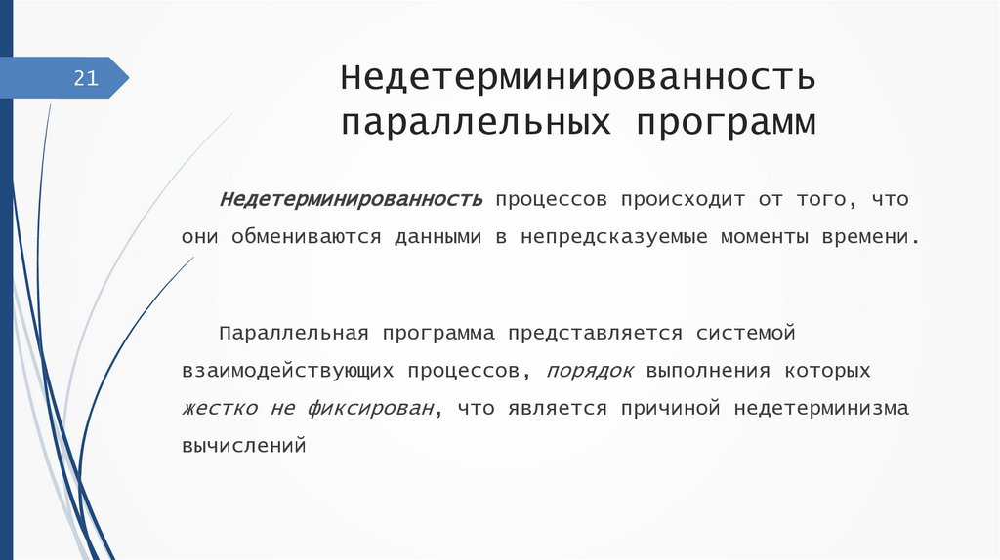 21
Недетерминированность
параллельных программ
Недетерминированность процессов происходит от того, что
они обмениваются данными в непредсказуемые моменты времени.
Параллельная программа представляется системой
взаимодействующих процессов, порядок выполнения которых
жестко не фиксирован, что является причиной недетерминизма
вычислений